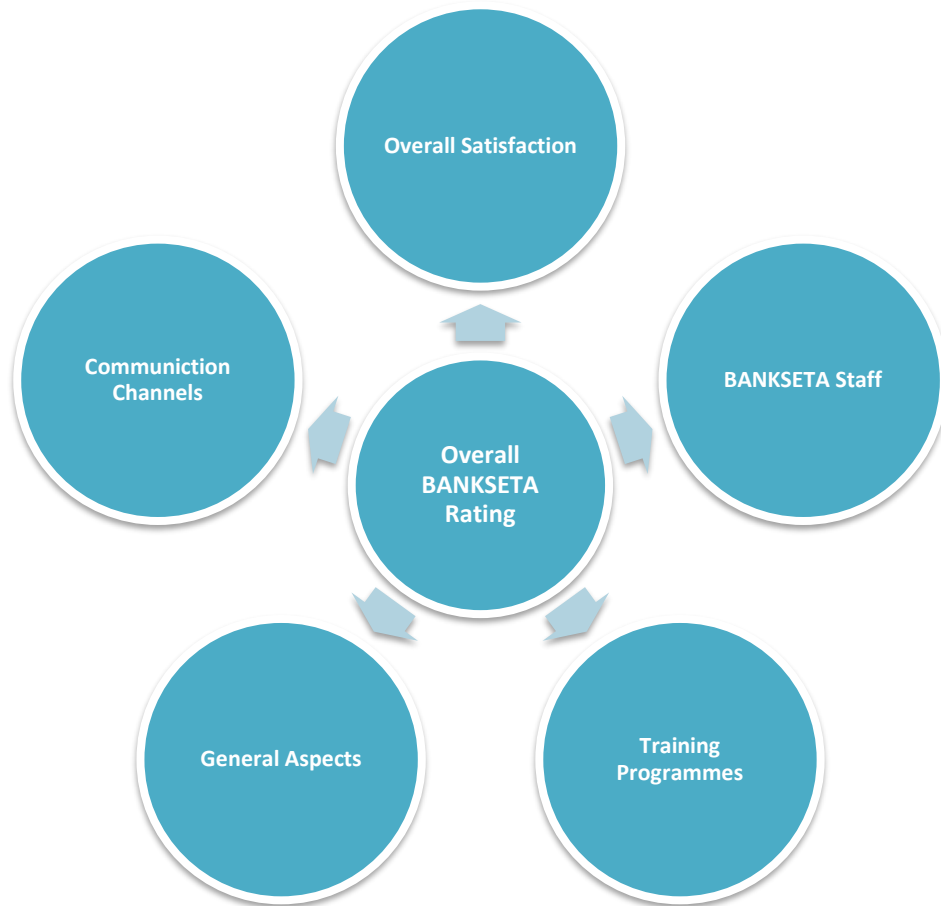 Overall Satisfaction
Communiction
Channels
BANKSETA Staff
Overall
BANKSETA
Rating
General Aspects
Training
Programmes